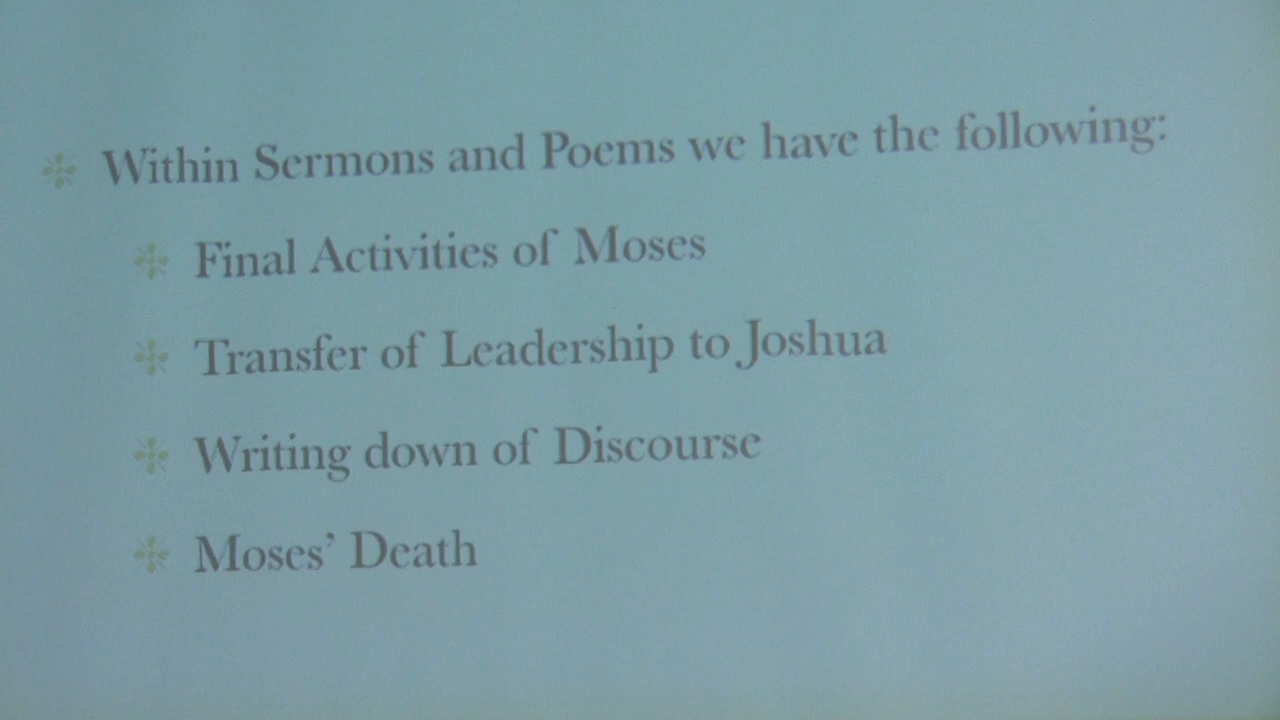 Within Sermons and Poems we have the following:
Final Activities of Moses
Transfer of Leadership to Joshua
Writing down of Discourse
Moses’ Death